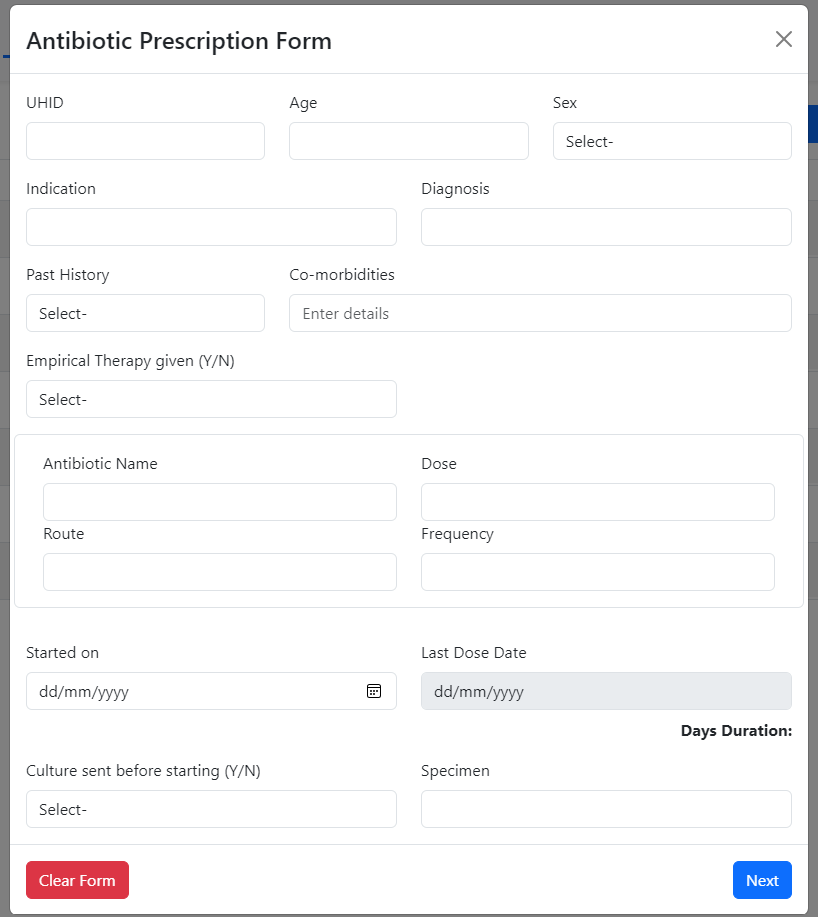 Antibiotic Prescription Form
UHID Age Sex
Select-
Indication Diagnosis
Past History Co-morbidities
Select- Enter details
Empirical Therapy given (Y/N)
Select-
Antibiotic Name Dose
Route Frequency
Started on Last Dose Date
dd/mm/yyyy dd/mm/yyyy
Days Duration:
Culture sent before starting (Y/N) Specimen
Select-
Clear Form Next